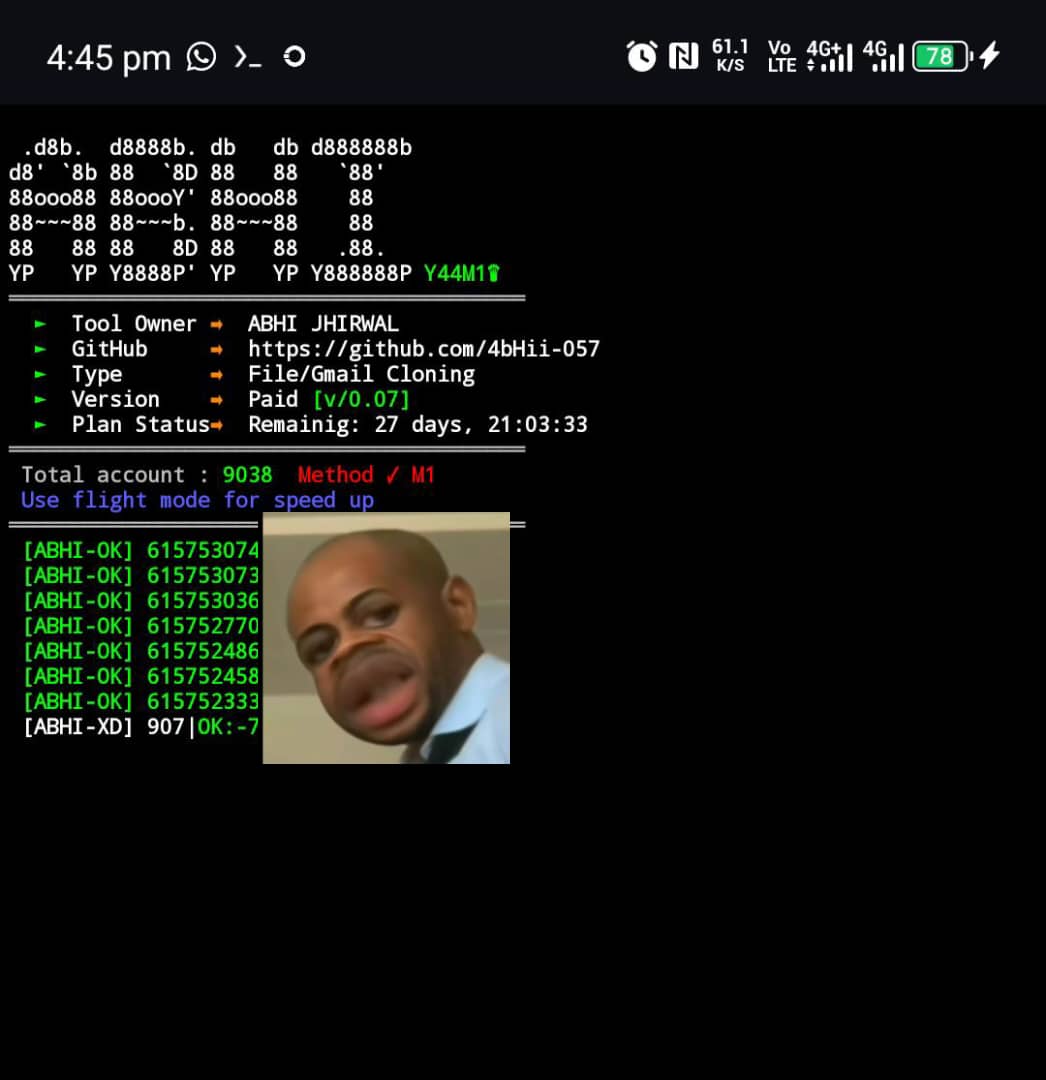 4:45 pm 61.1 K/S Vo LTE 4G+ 4G 78
.d8b.  d8888b. db   db d888888b
d8' `8b 88  `8D 88   88   `88'
88ooo88 88oooY' 88ooo88    88
88~~~88 88~~~b. 88~~~88    88
88   88 88   8D 88   88   .88.
YP   YP Y8888P' YP   YP Y888888P Y44M1
► Tool Owner ➡ ABHI JHIRWAL
► GitHub ➡ https://github.com/4bHii-057
► Type ➡ File/Gmail Cloning
► Version ➡ Paid [v/0.07]
► Plan Status➡ Remainig: 27 days, 21:03:33
Total account : 9038 Method ✓ M1
Use flight mode for speed up
[ABHI-OK] 615753074
[ABHI-OK] 615753073
[ABHI-OK] 615753036
[ABHI-OK] 615752770
[ABHI-OK] 615752486
[ABHI-OK] 615752458
[ABHI-OK] 615752333
[ABHI-XD] 907|OK:-7